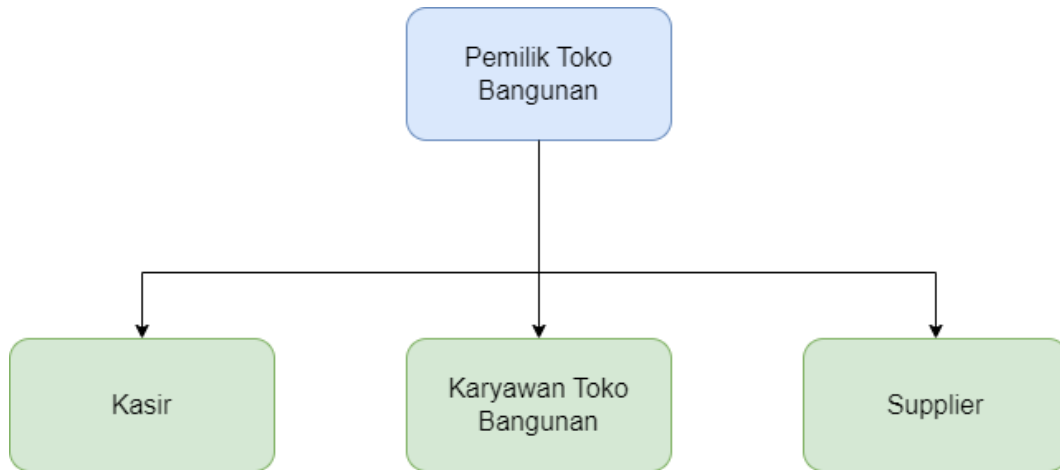 Pemilik Toko
Bangunan
Kasir
Karyawan Toko
Bangunan
Supplier